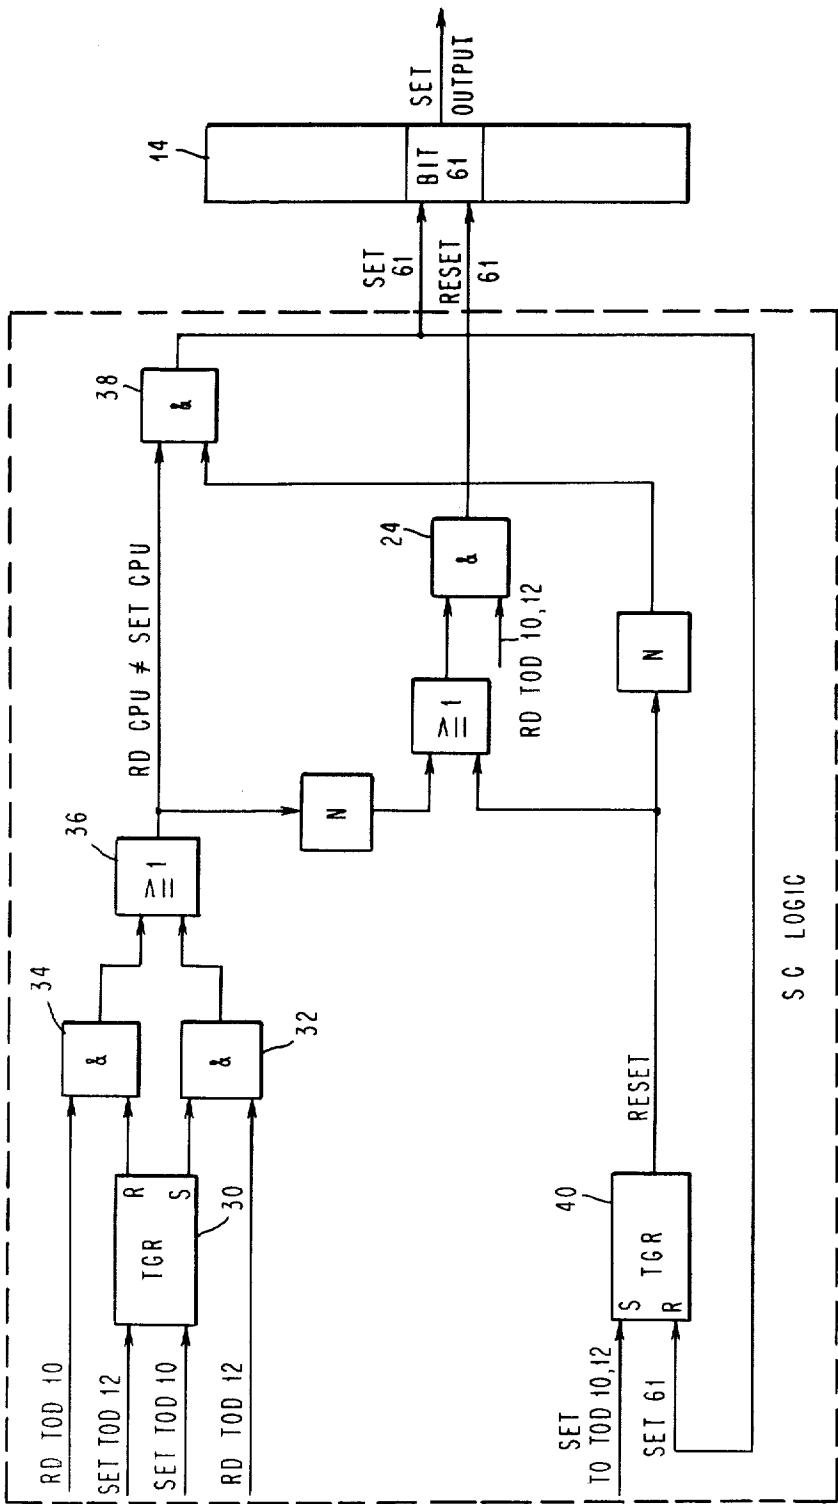 RD TOD 10
SET TOD 12
SET TOD 10
RD TOD 12
TGR
R
S
30
34
&
&
32
36
≥1
RD CPU ≠ SET CPU
38
&
N
≥1
24
&
RD TOD 10,12
N
SET
TO TOD 10,12
SET 61
S
R
TGR
40
RESET
SC LOGIC
SET
61
RESET
61
14
BIT
61
SET
OUTPUT